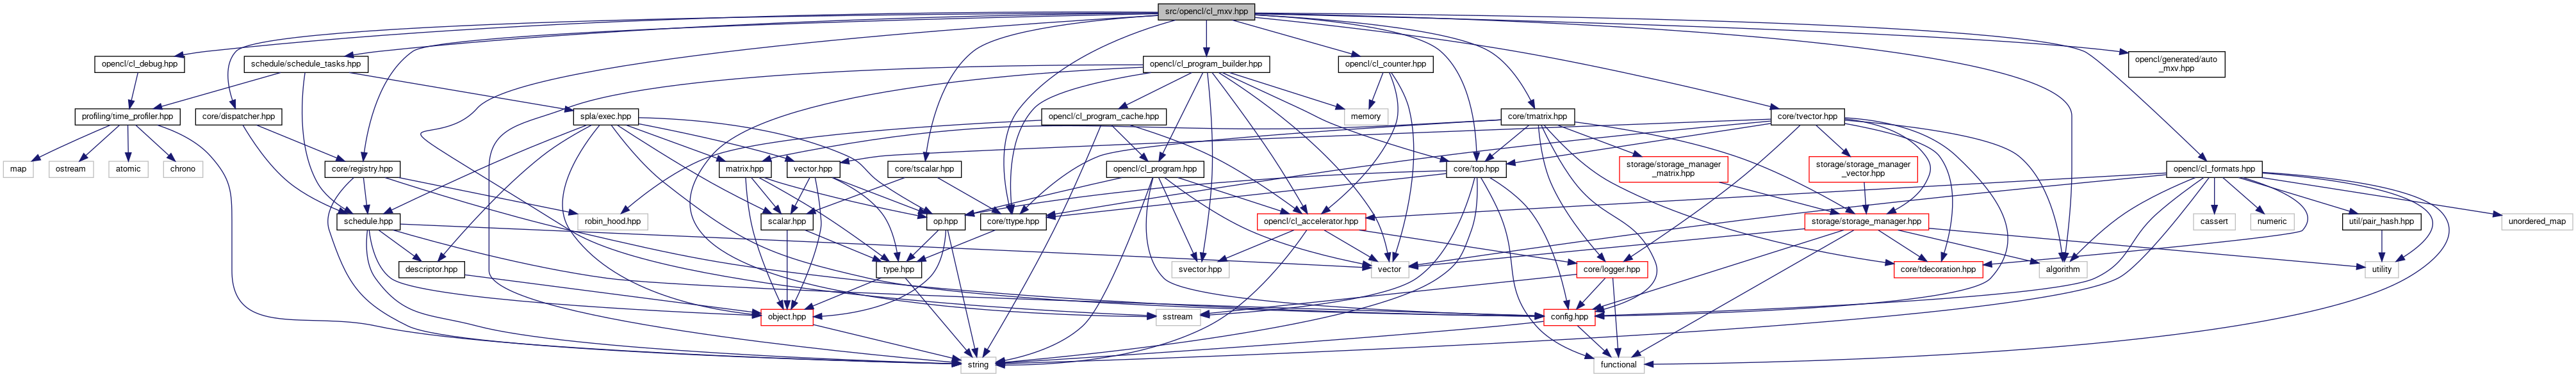 src/opencl/cl_mxv.hpp
opencl/cl_debug.hpp
schedule/schedule_tasks.hpp
opencl/cl_program_builder.hpp
opencl/cl_counter.hpp
opencl/generated/auto
_mxv.hpp
profiling/time_profiler.hpp
core/dispatcher.hpp
spla/exec.hpp
opencl/cl_program_cache.hpp
memory
core/tmatrix.hpp
core/tvector.hpp
map
ostream
atomic
chrono
core/registry.hpp
matrix.hpp
vector.hpp
core/tscalar.hpp
opencl/cl_program.hpp
core/top.hpp
storage/storage_manager
_matrix.hpp
storage/storage_manager
_vector.hpp
opencl/cl_formats.hpp
schedule.hpp
robin_hood.hpp
scalar.hpp
op.hpp
core/ttype.hpp
opencl/cl_accelerator.hpp
storage/storage_manager.hpp
cassert
numeric
util/pair_hash.hpp
unordered_map
descriptor.hpp
type.hpp
svector.hpp
vector
core/logger.hpp
core/tdecoration.hpp
algorithm
utility
object.hpp
sstream
config.hpp
string
functional